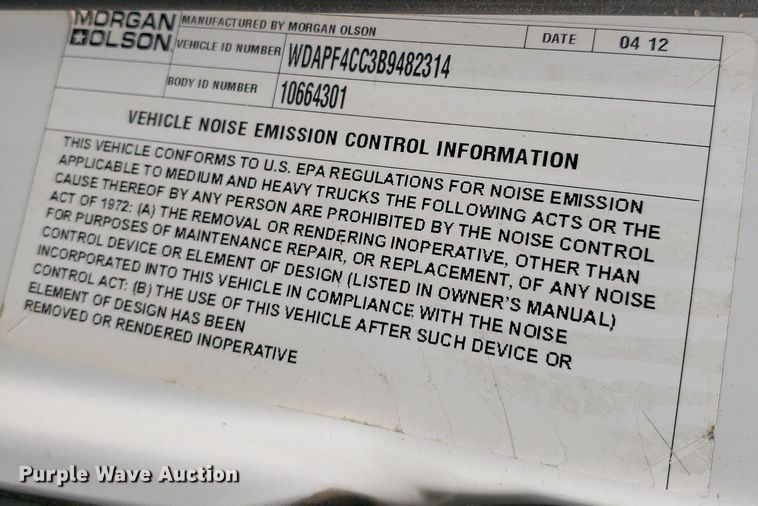 MORGAN OLSON
MANUFACTURED BY MORGAN OLSON
DATE 04 12
VEHICLE ID NUMBER WDAPF4CC3B9482314
BODY ID NUMBER 10664301
VEHICLE NOISE EMISSION CONTROL INFORMATION
THIS VEHICLE CONFORMS TO U.S. EPA REGULATIONS FOR NOISE EMISSION
APPLICABLE TO MEDIUM AND HEAVY TRUCKS THE FOLLOWING ACTS OR THE
CAUSE THEREOF BY ANY PERSON ARE PROHIBITED BY THE NOISE CONTROL
ACT OF 1972: (A) THE REMOVAL OR RENDERING INOPERATIVE, OTHER THAN
FOR PURPOSES OF MAINTENANCE REPAIR, OR REPLACEMENT, OF ANY NOISE
CONTROL DEVICE OR ELEMENT OF DESIGN (LISTED IN OWNER'S MANUAL)
INCORPORATED INTO THIS VEHICLE IN COMPLIANCE WITH THE NOISE
CONTROL ACT: (B) THE USE OF THIS VEHICLE AFTER SUCH DEVICE OR
ELEMENT OF DESIGN HAS BEEN
REMOVED OR RENDERED INOPERATIVE
Purple Wave Auction